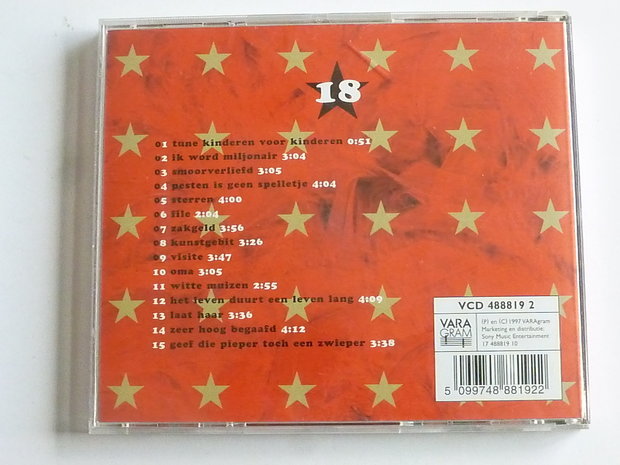 18
01 tune kinderen voor kinderen 0:51
02 ik word miljonair 3:04
03 smoorverliefd 3:05
04 pesten is geen spelletje 4:04
05 sterren 4:00
06 file 2:04
07 zakgeld 3:56
08 kunstgebit 3:26
09 visite 3:47
10 oma 3:05
11 witte muizen 2:55
12 het leven duurt een leven lang 4:09
13 laat haar 3:36
14 zeer hoog begaafd 4:12
15 geef die pieper toch een zwieper 3:38
VCD 488819 2
VARA
GRAM
(P) en (C) 1997 VARAgram
Marketing en distributie:
Sony Music Entertainment
17 488819 10
5 099748 881922